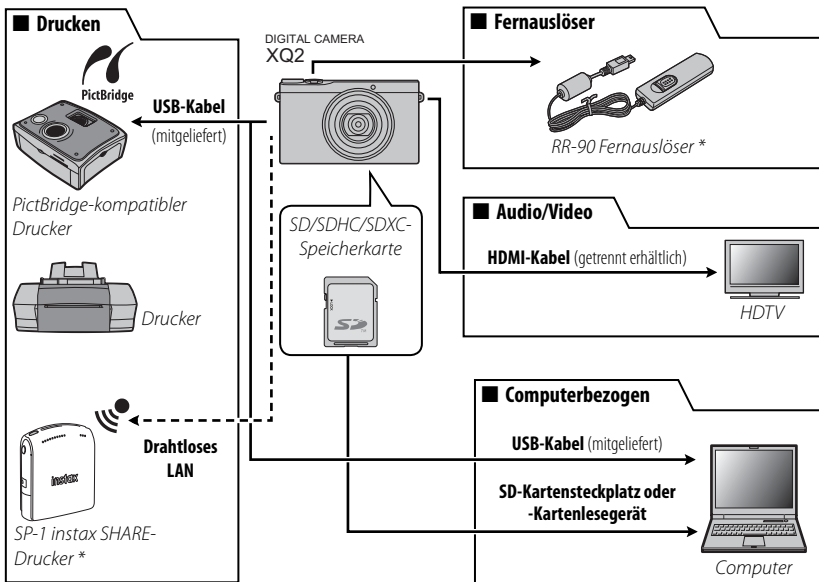 ■ Drucken
PictBridge
USB-Kabel
(mitgeliefert)
PictBridge-kompatibler
Drucker
Drucker
Drahtloses
LAN
instax
SP-1 instax SHARE-
Drucker *
DIGITAL CAMERA
XQ2
SD/SDHC/SDXC-
Speicherkarte
SD
■ Fernauslöser
RR-90 Fernauslöser *
■ Audio/Video
HDMI-Kabel (getrennt erhältlich)
HDTV
■ Computerbezogen
USB-Kabel (mitgeliefert)
SD-Kartensteckplatz oder
-Kartenlesegerät
Computer